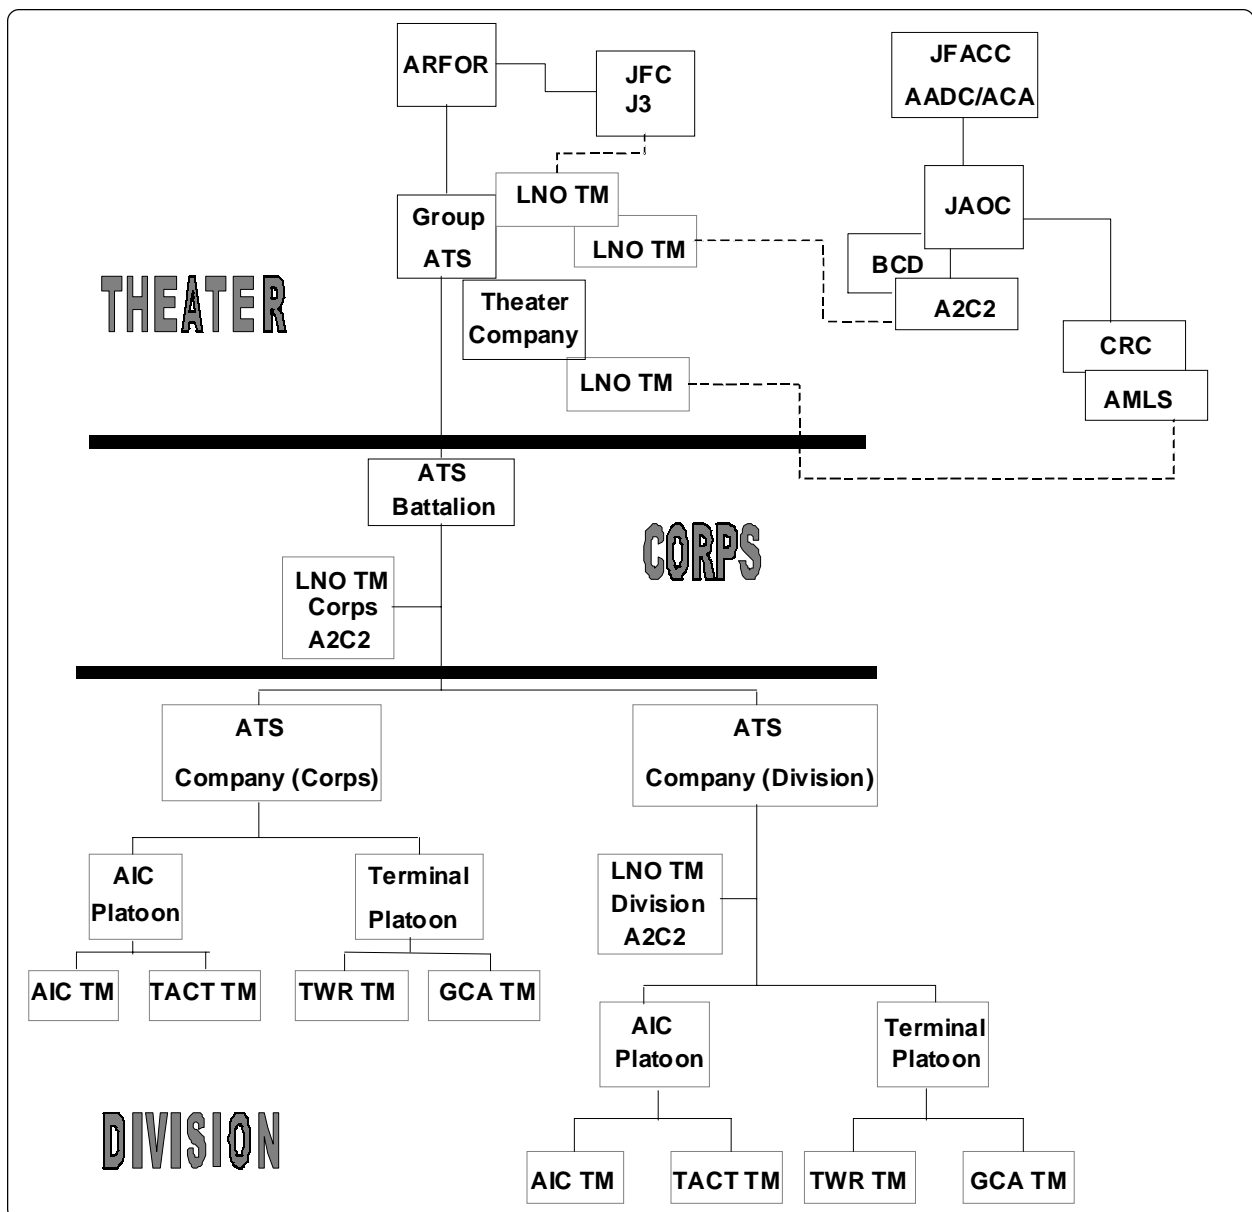 ARFOR
JFC
J3
JFACC
AADC/ACA
LNO TM
Group
ATS
LNO TM
JAOC
BCD
A2C2
THEATER
Theater
Company
LNO TM
CRC
AMLS
ATS
Battalion
CORPS
LNO TM
Corps
A2C2
ATS
Company (Corps)
ATS
Company (Division)
AIC
Platoon
Terminal
Platoon
LNO TM
Division
A2C2
AIC TM
TACT TM
TWR TM
GCA TM
AIC
Platoon
Terminal
Platoon
DIVISION
AIC TM
TACT TM
TWR TM
GCA TM